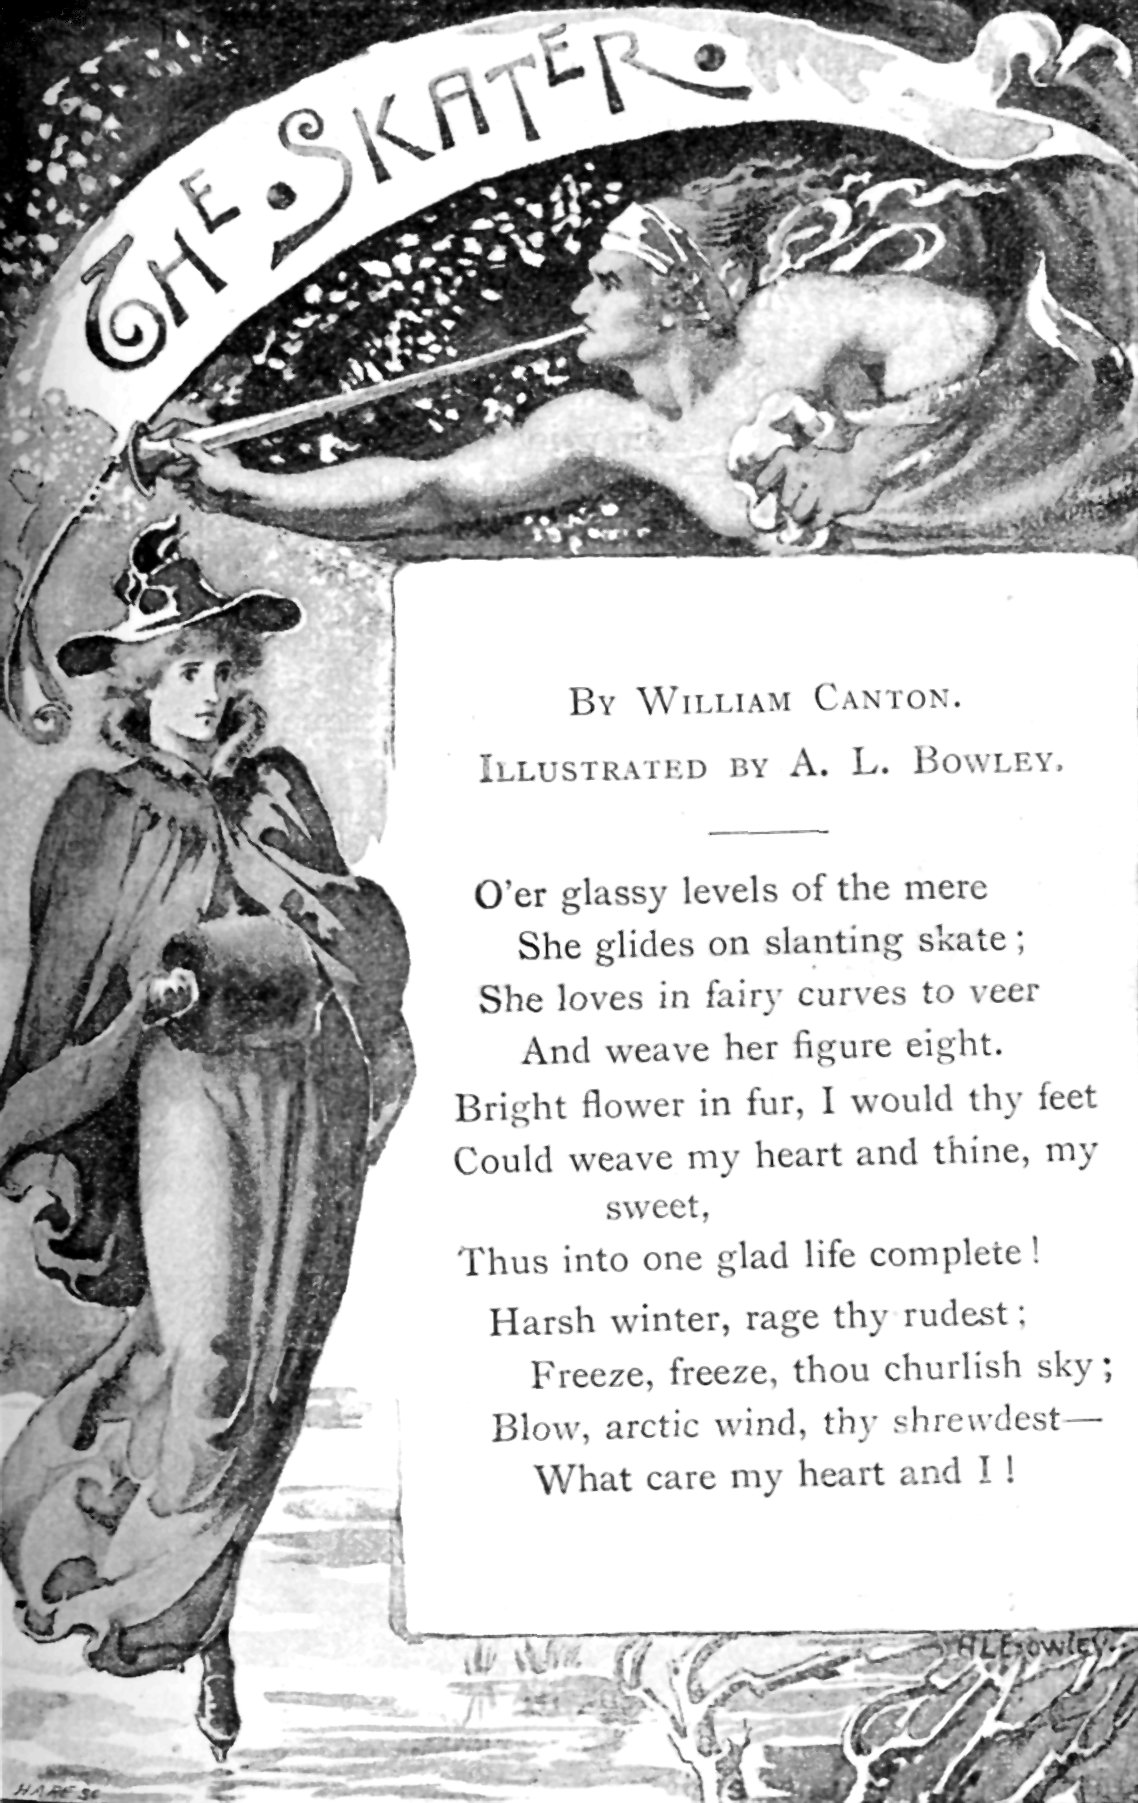 THE · SKATER ·
BY WILLIAM CANTON.
ILLUSTRATED BY A. L. BOWLEY.
O'er glassy levels of the mere
She glides on slanting skate ;
She loves in fairy curves to veer
And weave her figure eight.
Bright flower in fur, I would thy feet
Could weave my heart and thine, my
sweet,
Thus into one glad life complete !
Harsh winter, rage thy rudest ;
Freeze, freeze, thou churlish sky ;
Blow, arctic wind, thy shrewdest—
What care my heart and I !
A L Bowley.
HARE SC